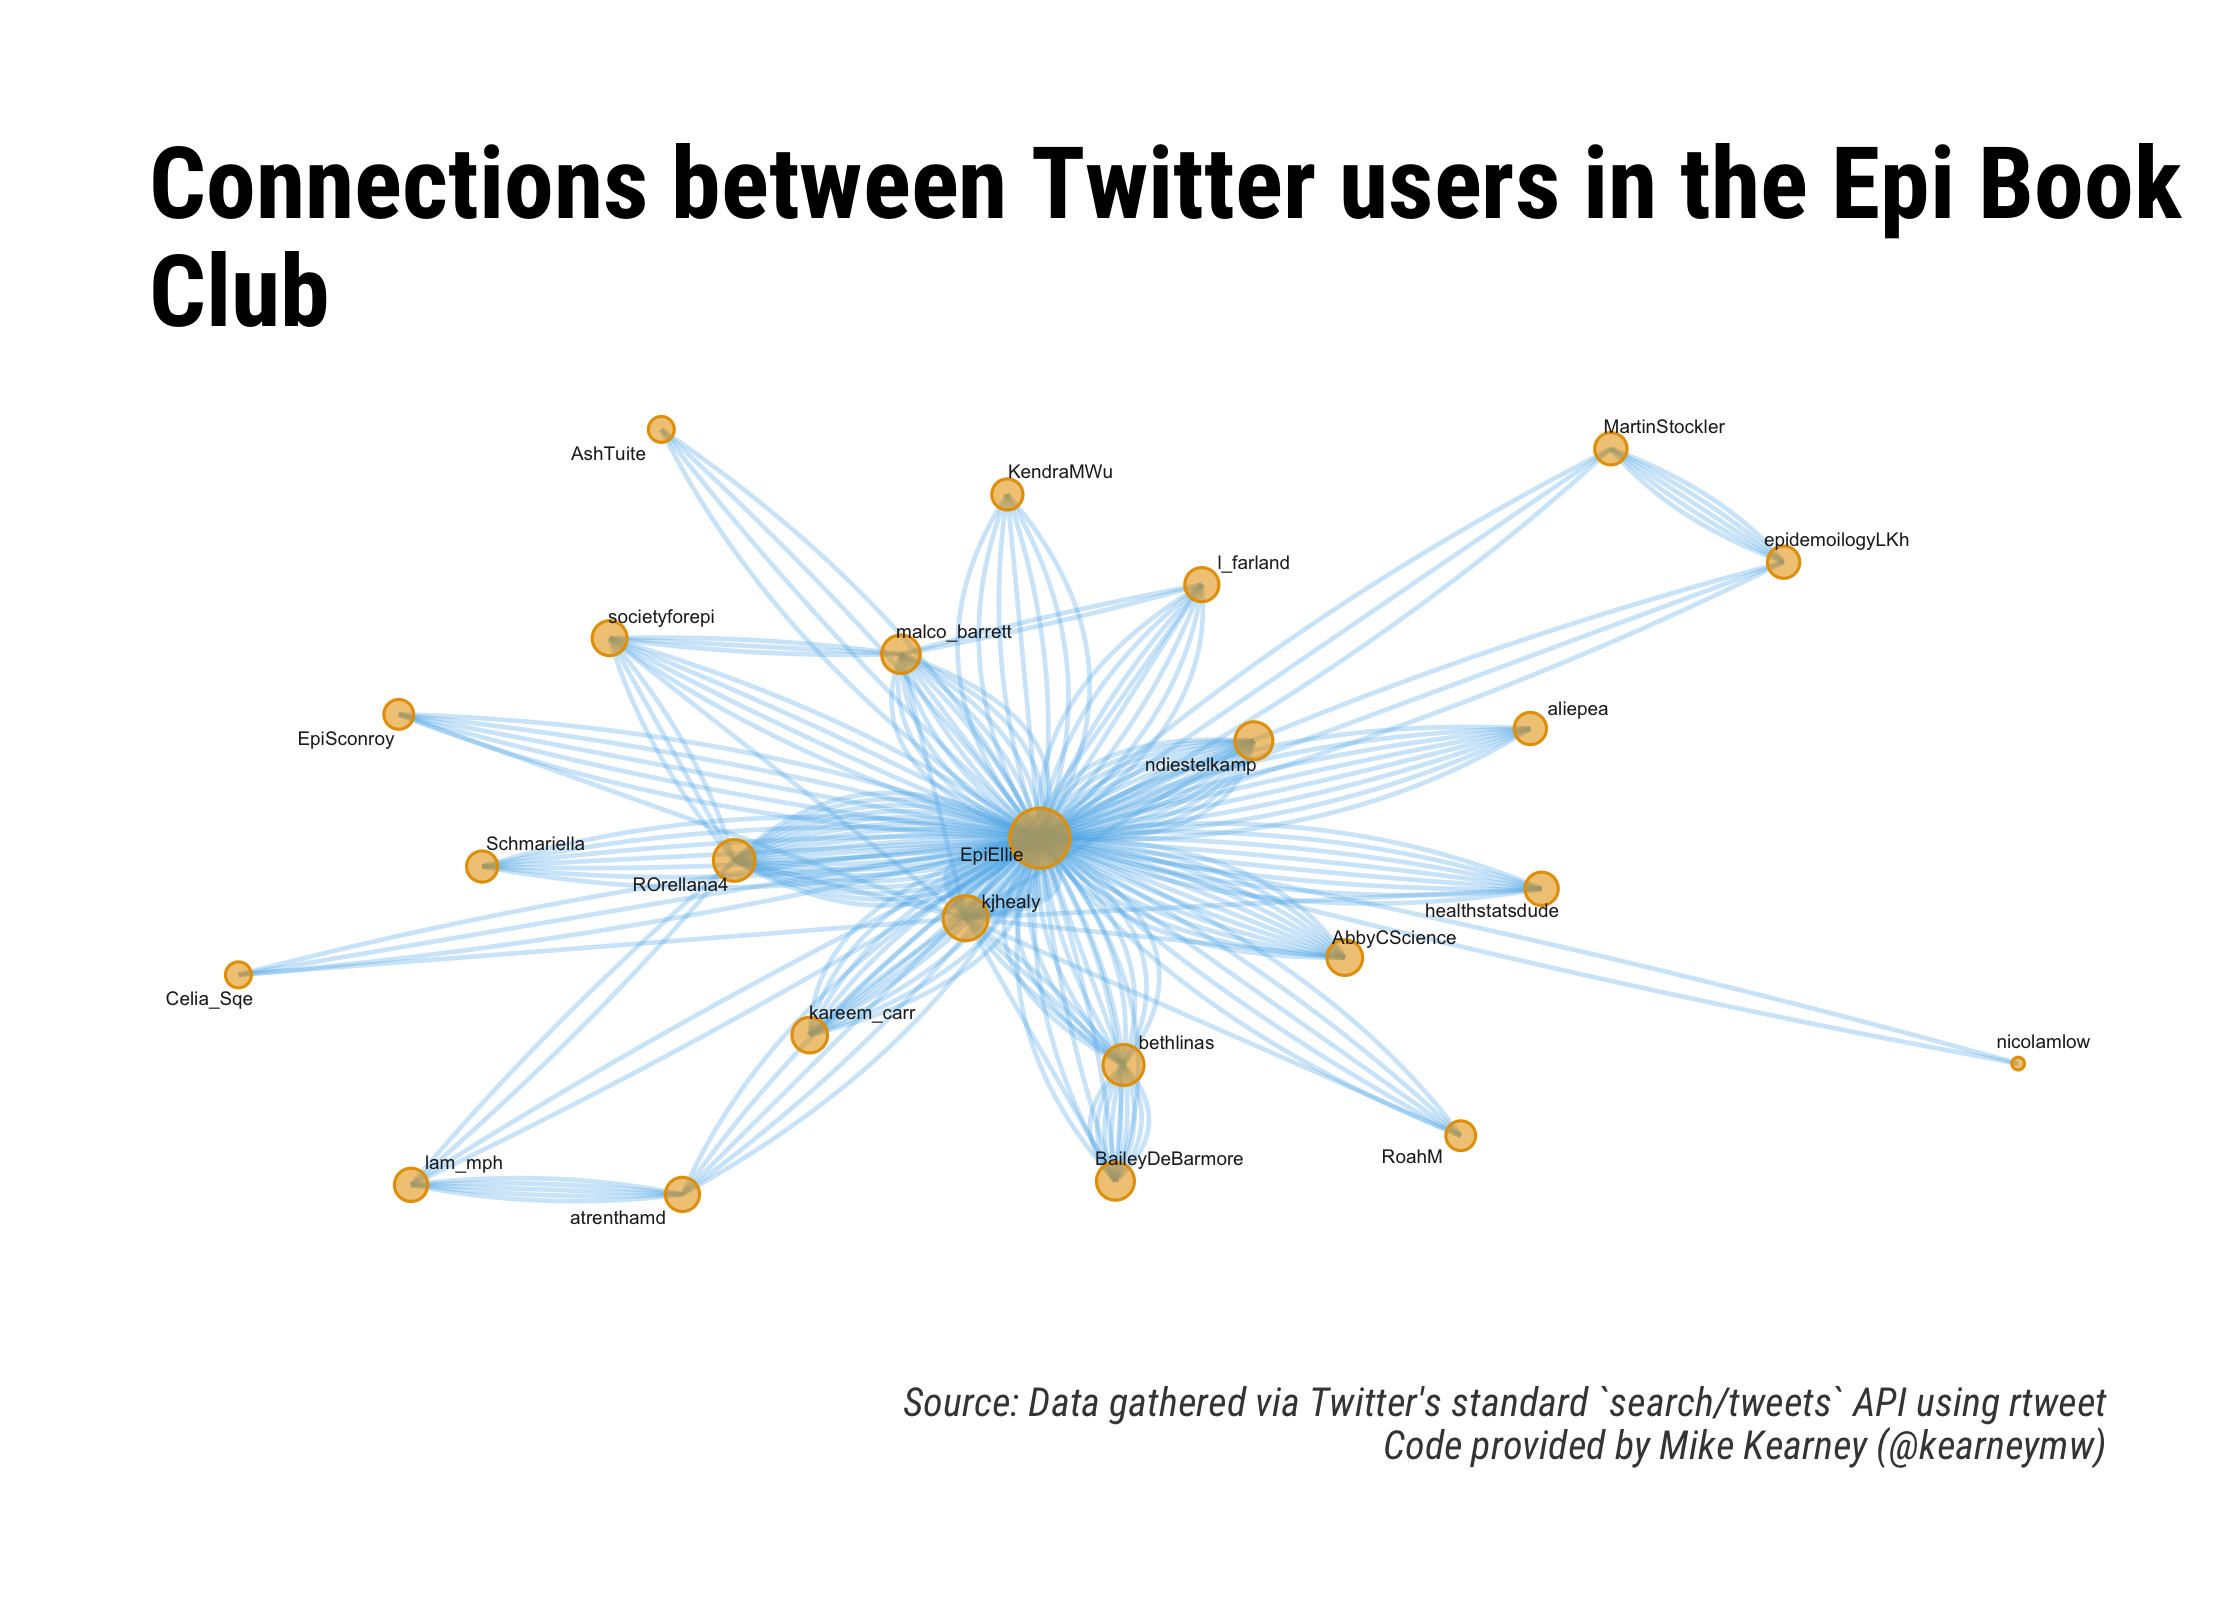 Connections between Twitter users in the Epi Book
Club
MartinStockler
AshTuite
KendraMWu
epidemoilogyLKh
l_farland
societyforepi
malco_barrett
aliepea
EpiSconroy
ndiestelkamp
Schmariella
EpiEllie
ROrellana4
kjhealy
healthstatsdude
AbbyCScience
Celia_Sqe
kareem_carr
nicolamlow
bethlinas
RoahM
BaileyDeBarmore
lam_mph
atrenthamd
Source: Data gathered via Twitter's standard `search/tweets` API using rtweet
Code provided by Mike Kearney (@kearneymw)